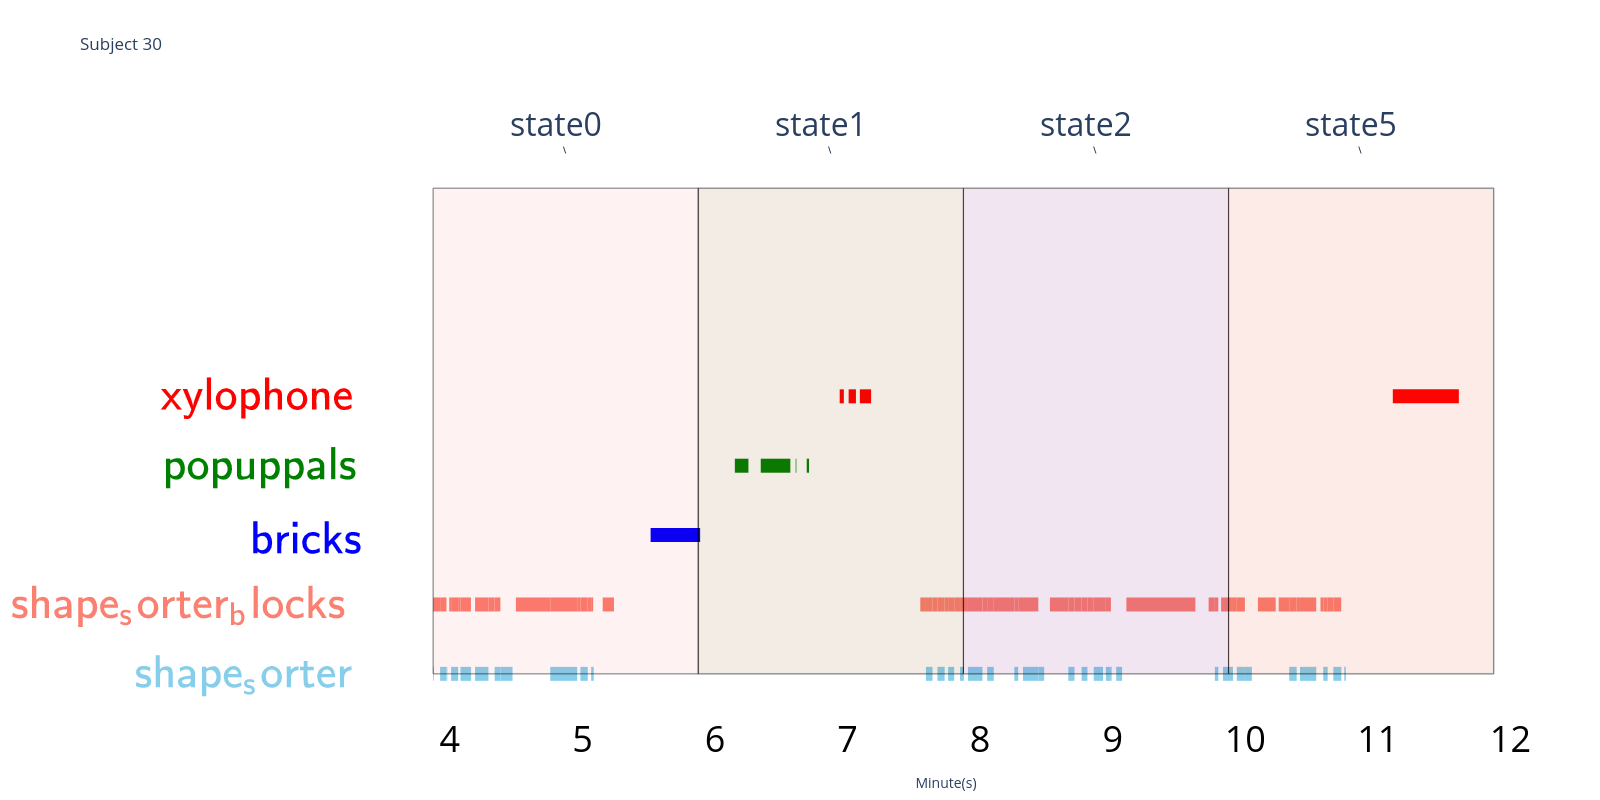 Subject 30
state0 state1 state2 state5
xylophone
popuppals
bricks
shapesorterblocks
shapesorter
4 5 6 7 8 9 10 11 12
Minute(s)